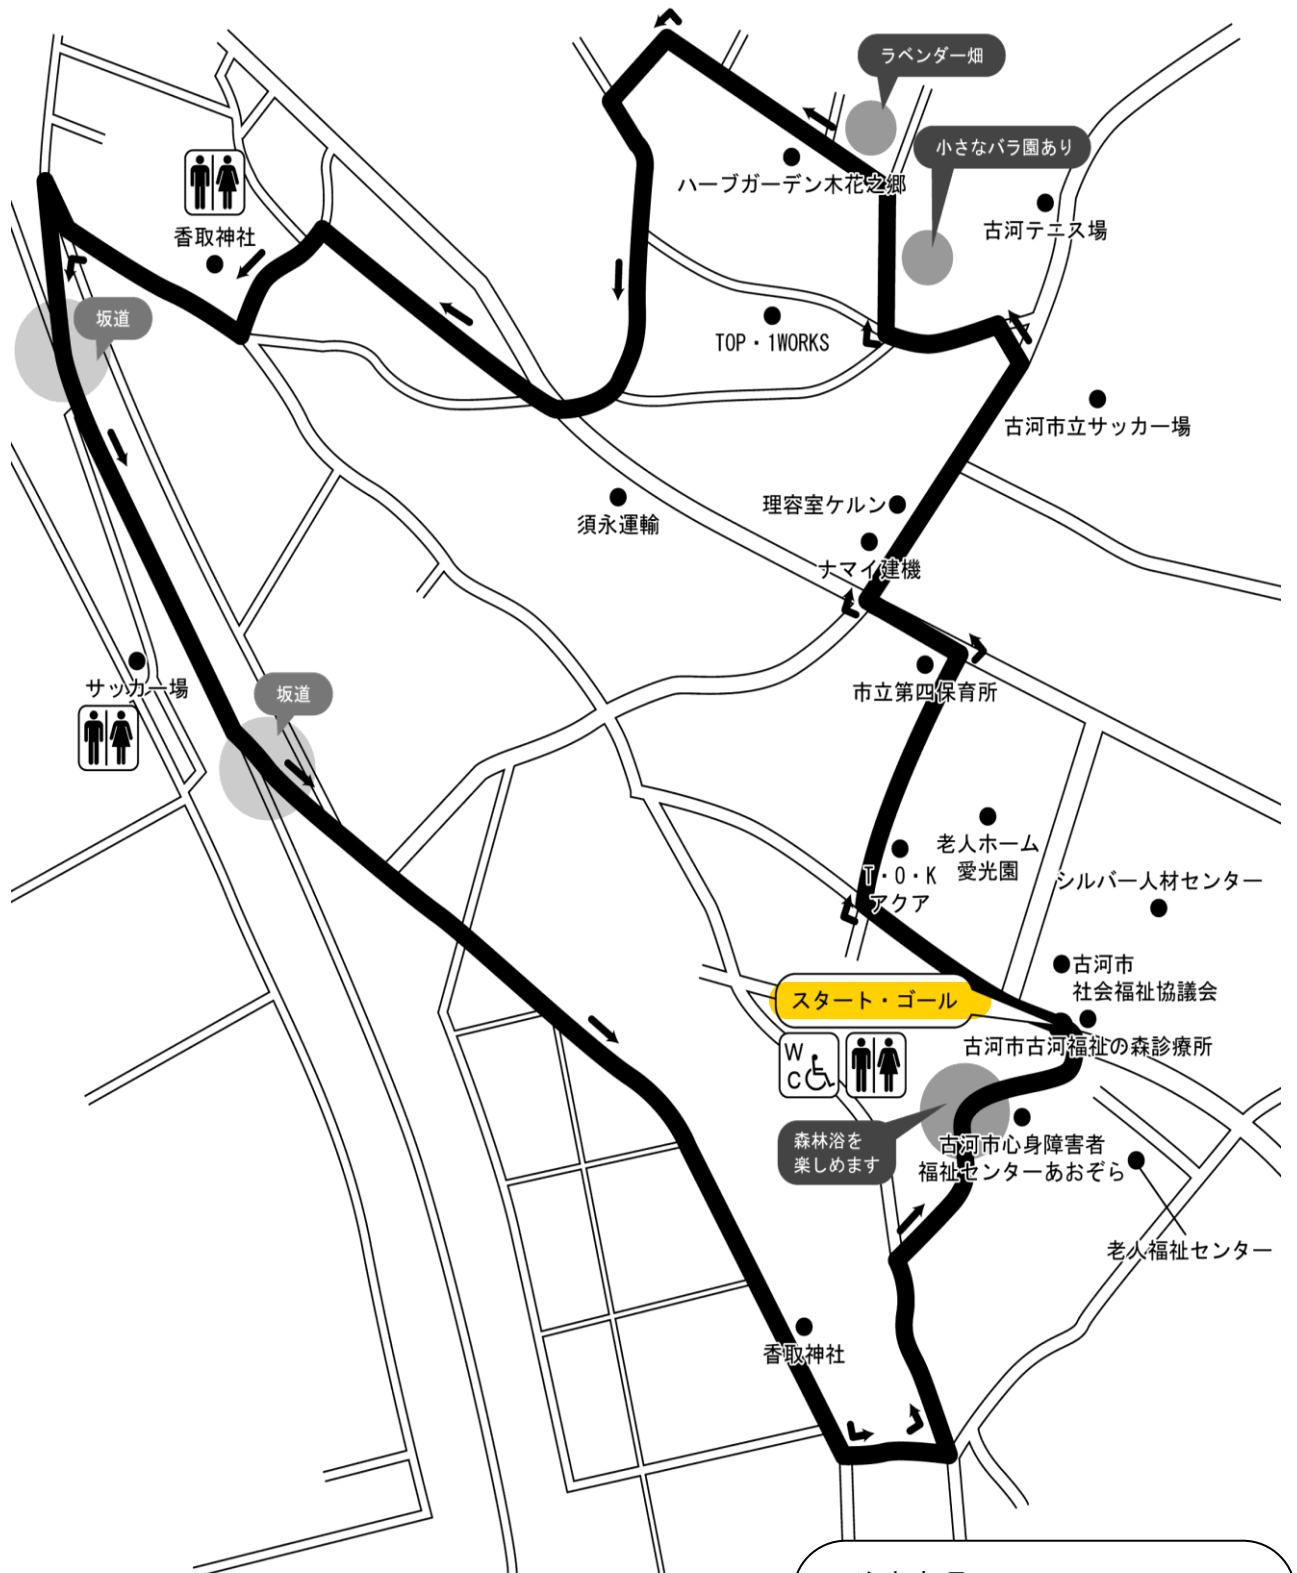 ラベンダー畑
小さなバラ園あり
ハーブガーデン木花之郷
古河テニス場
香取神社
坂道
TOP・1WORKS
古河市立サッカー場
理容室ケルン
須永運輸
ナマイ建機
サッカー場
坂道
市立第四保育所
老人ホーム
愛光園
T・O・K
アクア
シルバー人材センター
古河市
社会福祉協議会
スタート・ゴール
古河市古河福祉の森診療所
W
C
森林浴を
楽しめます
古河市心身障害者
福祉センターあおぞら
老人福祉センター
香取神社